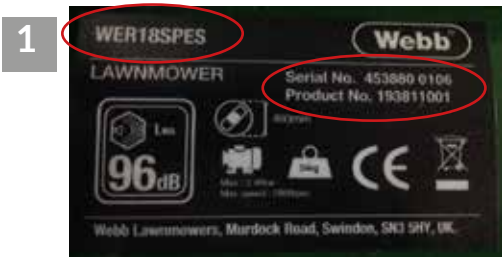 1
WER18SPES
Webb
LAWNMOWER
Serial No. 453880 0106
Product No. 193811001
96dB
CE
Webb Lawnmowers, Murdock Road, Swindon, SN3 5HY, UK.